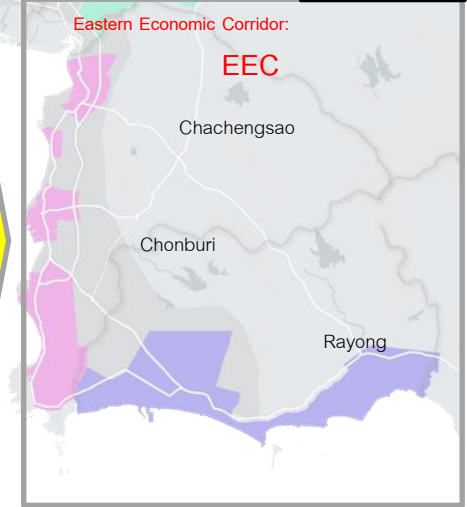 Eastern Economic Corridor:
EEC
Chachengsao
Chonburi
Rayong